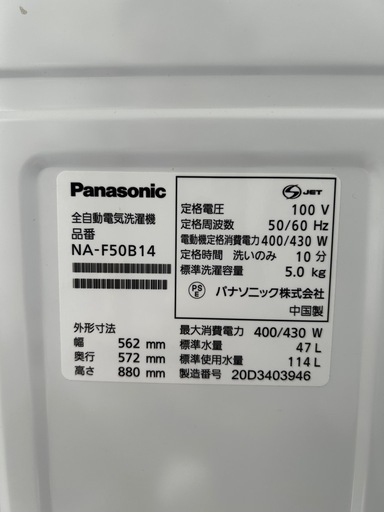 Panasonic
全自動電気洗濯機
品番
NA-F50B14
外形寸法
幅 562 mm
奥行 572 mm
高さ 880 mm
S JET
定格電圧 100 V
定格周波数 50/60 Hz
電動機定格消費電力 400/430 W
定格時間 洗いのみ 10 分
標準洗濯容量 5.0 kg
PS E パナソニック株式会社
中国製
最大消費電力 400/430 W
標準水量 47 L
標準使用水量 114 L
製造番号 20D3403946